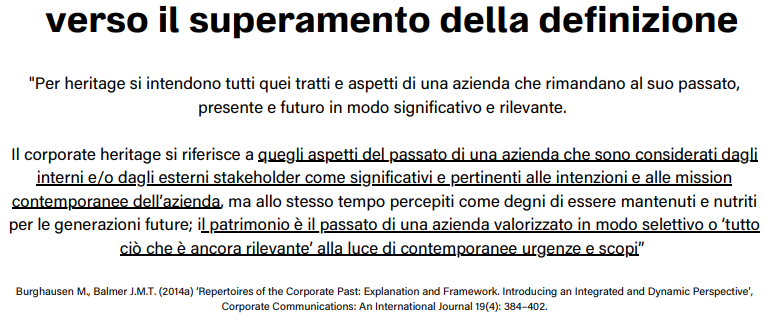 verso il superamento della definizione
"Per heritage si intendono tutti quei tratti e aspetti di una azienda che rimandano al suo passato,
presente e futuro in modo significativo e rilevante.
Il corporate heritage si riferisce a quegli aspetti del passato di una azienda che sono considerati dagli
interni e/o dagli esterni stakeholder come significativi e pertinenti alle intenzioni e alle mission
contemporanee dell’azienda, ma allo stesso tempo percepiti come degni di essere mantenuti e nutriti
per le generazioni future; il patrimonio è il passato di una azienda valorizzato in modo selettivo o ‘tutto
ciò che è ancora rilevante’ alla luce di contemporanee urgenze e scopi”
Burghausen M., Balmer J.M.T. (2014a) ‘Repertoires of the Corporate Past: Explanation and Framework. Introducing an Integrated and Dynamic Perspective’,
Corporate Communications: An International Journal 19(4): 384–402.